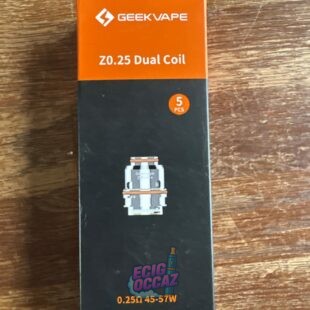 GEEKVAPE
Z0.25 Dual Coil
5
PCS
ECIG
OCCAZ
0.25Ω 45-57W